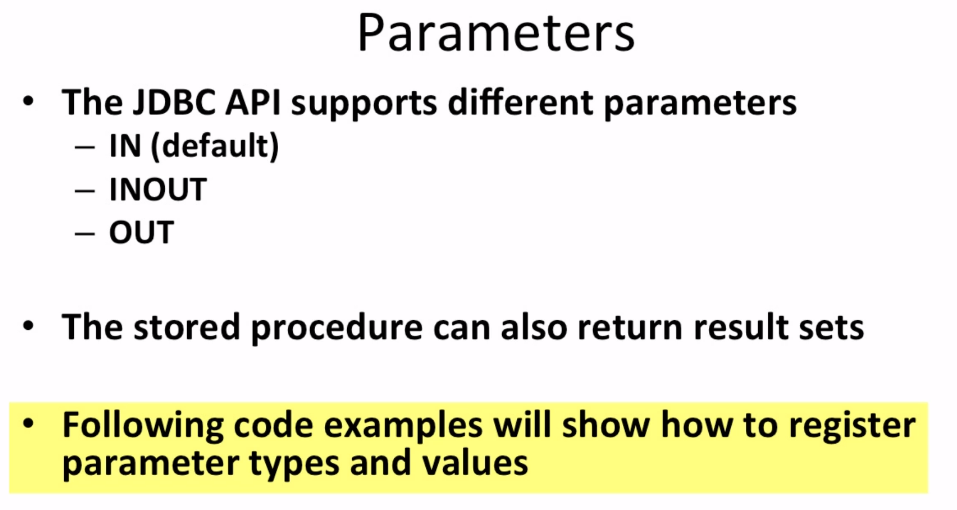 Parameters
• The JDBC API supports different parameters
– IN (default)
– INOUT
– OUT
• The stored procedure can also return result sets
• Following code examples will show how to register
parameter types and values